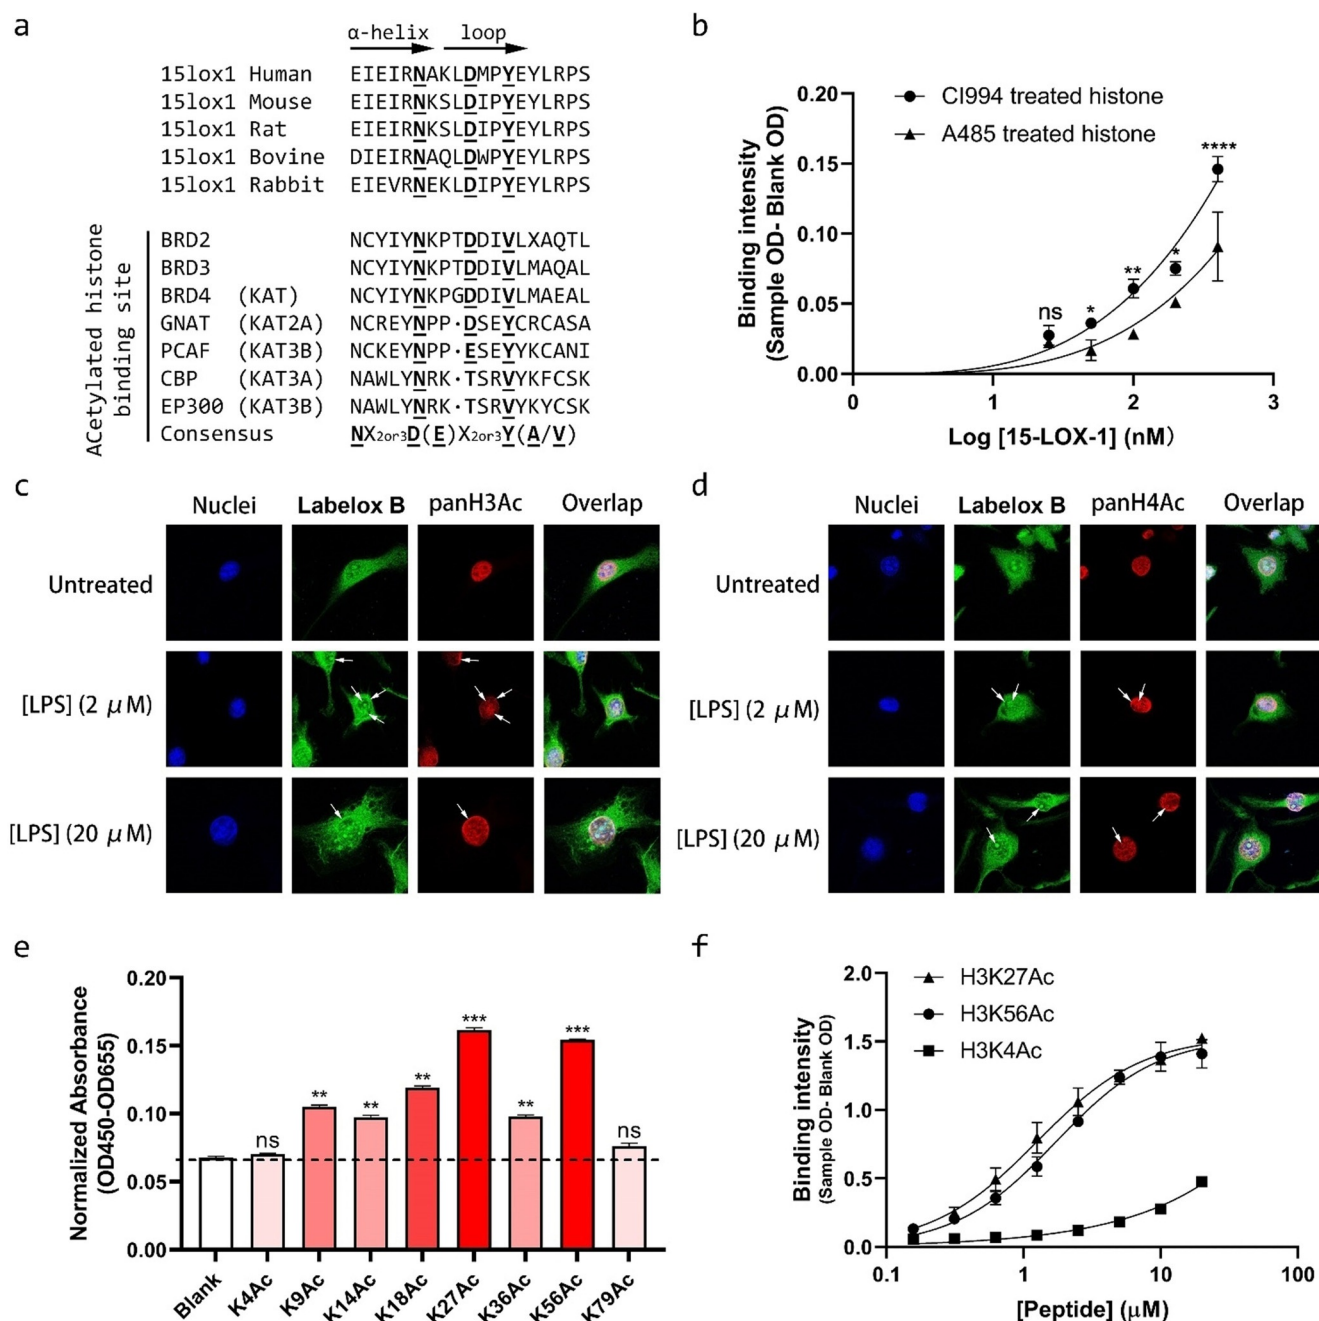 a
α-helix loop
15lox1 Human EIEIRNAKLDMPYEYLRPS
15lox1 Mouse EIEIRNKSLDIPYEYLRPS
15lox1 Rat EIEIRNKSLDIPYEYLRPS
15lox1 Bovine DIEIRNAQLDWPYEYLRPS
15lox1 Rabbit EIEVRNEKLDIPYEYLRPS
ACetylated histone
binding site
BRD2 NCYIYNKPTDDIVLXAQTL
BRD3 NCYIYNKPTDDIVLMAQAL
BRD4 (KAT) NCYIYNKPGDDIVLMAEAL
GNAT (KAT2A) NCREYNPP·DSEYCRCASA
PCAF (KAT3B) NCKEYNPP·ESEYYKCANI
CBP (KAT3A) NAWLYNRK·TSRVYKFCSK
EP300 (KAT3B) NAWLYNRK·TSRVYKYCSK
Consensus NX2or3D(E)X2or3Y(A/V)
b
Binding intensity
(Sample OD- Blank OD)
0.20
0.15
0.10
0.05
0.00
CI994 treated histone
A485 treated histone
ns
*
**
*
****
0 1 2 3
Log [15-LOX-1] (nM)
c
Nuclei Labelox B panH3Ac Overlap
Untreated
[LPS] (2 μM)
[LPS] (20 μM)
d
Nuclei Labelox B panH4Ac Overlap
Untreated
[LPS] (2 μM)
[LPS] (20 μM)
e
Normalized Absorbance
(OD450-OD655)
0.20
0.15
0.10
0.05
0.00
ns
**
**
**
***
**
***
ns
Blank K4Ac K9Ac K14Ac K18Ac K27Ac K36Ac K56Ac K79Ac
f
Binding intensity
(Sample OD- Blank OD)
2.0
1.5
1.0
0.5
0.0
H3K27Ac
H3K56Ac
H3K4Ac
0.1 1 10 100
[Peptide] (μM)